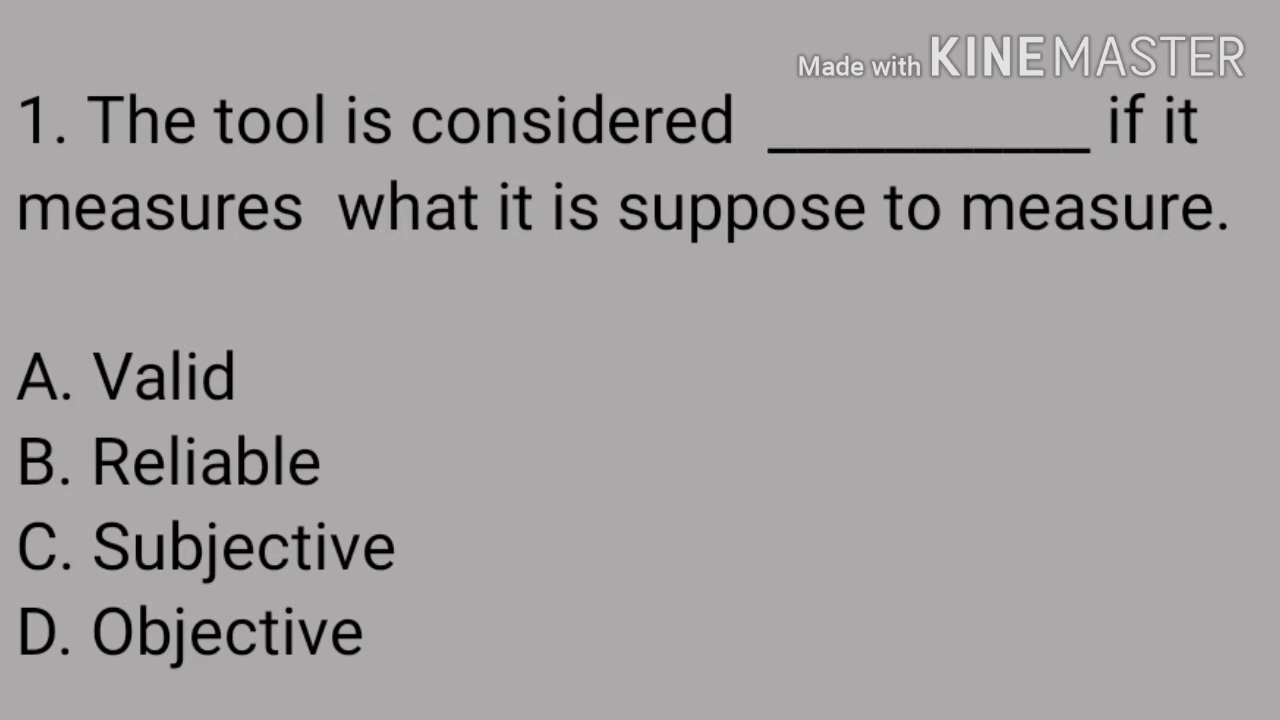 Made with KINEMASTER
1. The tool is considered ___________ if it
measures what it is suppose to measure.
A. Valid
B. Reliable
C. Subjective
D. Objective